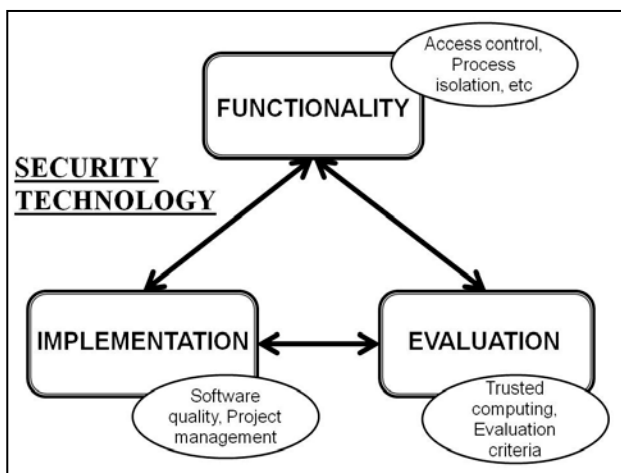 Access control,
Process
isolation, etc
FUNCTIONALITY
SECURITY
TECHNOLOGY
IMPLEMENTATION
EVALUATION
Software
quality, Project
management
Trusted
computing,
Evaluation
criteria